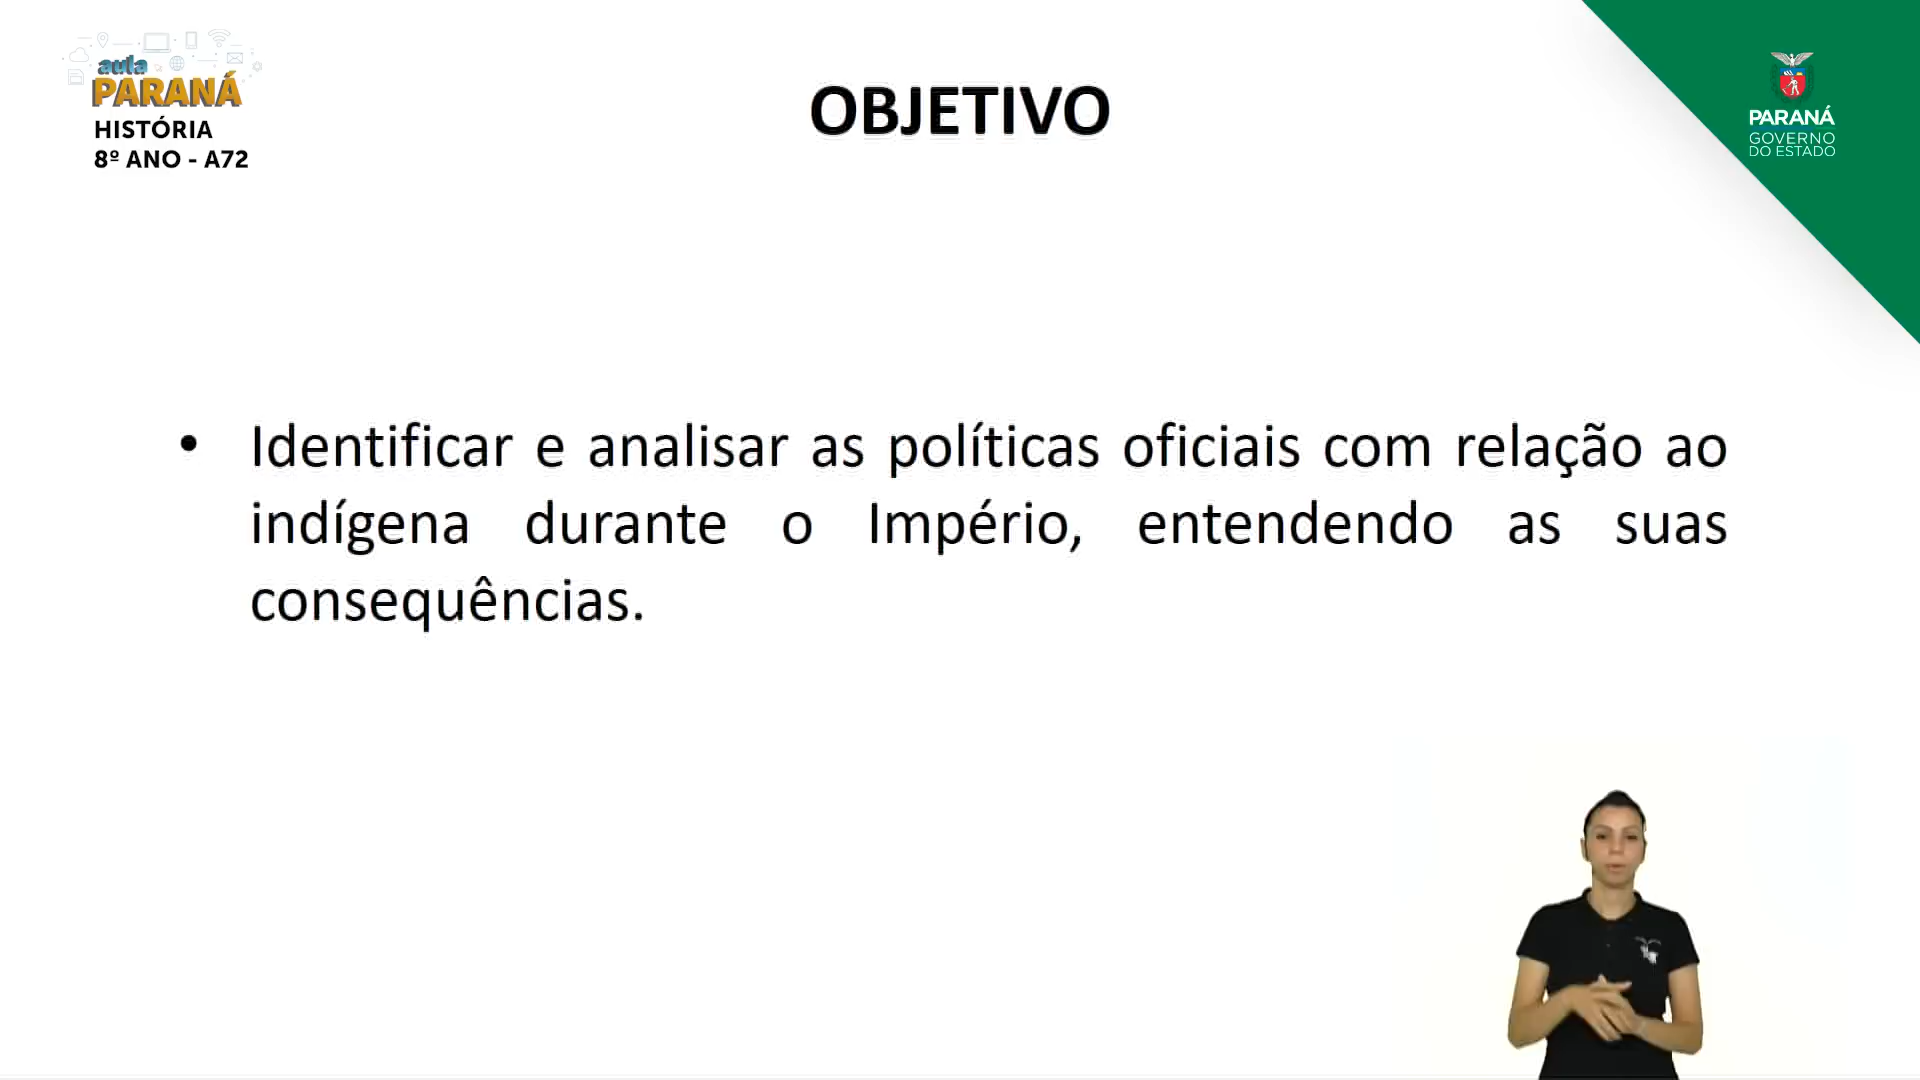 aula
PARANÁ
HISTÓRIA
8º ANO - A72
OBJETIVO
PARANÁ
GOVERNO
DO ESTADO
• Identificar e analisar as políticas oficiais com relação ao
indígena durante o Império, entendendo as suas
consequências.